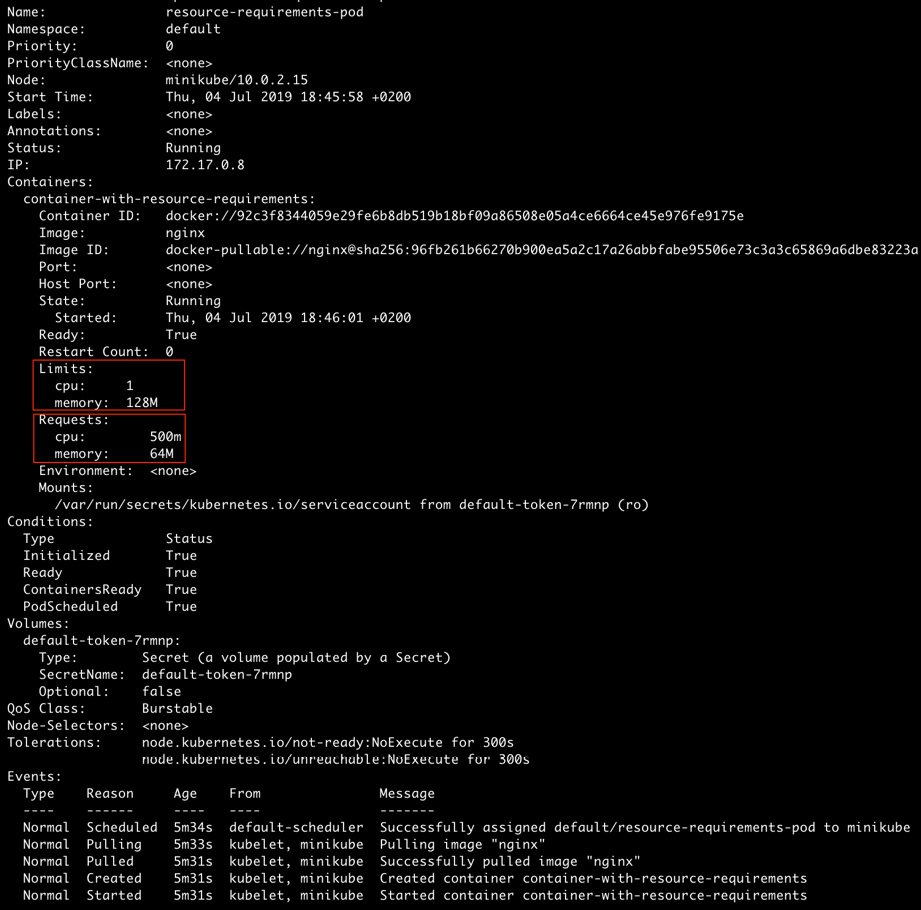 Name:               resource-requirements-pod
Namespace:          default
Priority:           0
PriorityClassName:  <none>
Node:               minikube/10.0.2.15
Start Time:         Thu, 04 Jul 2019 18:45:58 +0200
Labels:             <none>
Annotations:        <none>
Status:             Running
IP:                 172.17.0.8
Containers:
  container-with-resource-requirements:
    Container ID:   docker://92c3f8344059e29fe6b8db519b18bf09a86508e05a4ce6664ce45e976fe9175e
    Image:          nginx
    Image ID:       docker-pullable://nginx@sha256:96fb261b66270b900ea5a2c17a26abbfabe95506e73c3a3c65869a6dbe83223a
    Port:           <none>
    Host Port:      <none>
    State:          Running
      Started:      Thu, 04 Jul 2019 18:46:01 +0200
    Ready:          True
    Restart Count:  0
    Limits:
      cpu:     1
      memory:  128M
    Requests:
      cpu:        500m
      memory:     64M
    Environment:  <none>
    Mounts:
      /var/run/secrets/kubernetes.io/serviceaccount from default-token-7rmnp (ro)
Conditions:
  Type              Status
  Initialized       True
  Ready             True
  ContainersReady   True
  PodScheduled      True
Volumes:
  default-token-7rmnp:
    Type:        Secret (a volume populated by a Secret)
    SecretName:  default-token-7rmnp
    Optional:    false
QoS Class:       Burstable
Node-Selectors:  <none>
Tolerations:     node.kubernetes.io/not-ready:NoExecute for 300s
                 node.kubernetes.io/unreachable:NoExecute for 300s
Events:
  Type    Reason     Age    From               Message
  ----    ------     ----   ----               -------
  Normal  Scheduled  5m34s  default-scheduler  Successfully assigned default/resource-requirements-pod to minikube
  Normal  Pulling    5m33s  kubelet, minikube  Pulling image "nginx"
  Normal  Pulled     5m31s  kubelet, minikube  Successfully pulled image "nginx"
  Normal  Created    5m31s  kubelet, minikube  Created container container-with-resource-requirements
  Normal  Started    5m31s  kubelet, minikube  Started container container-with-resource-requirements